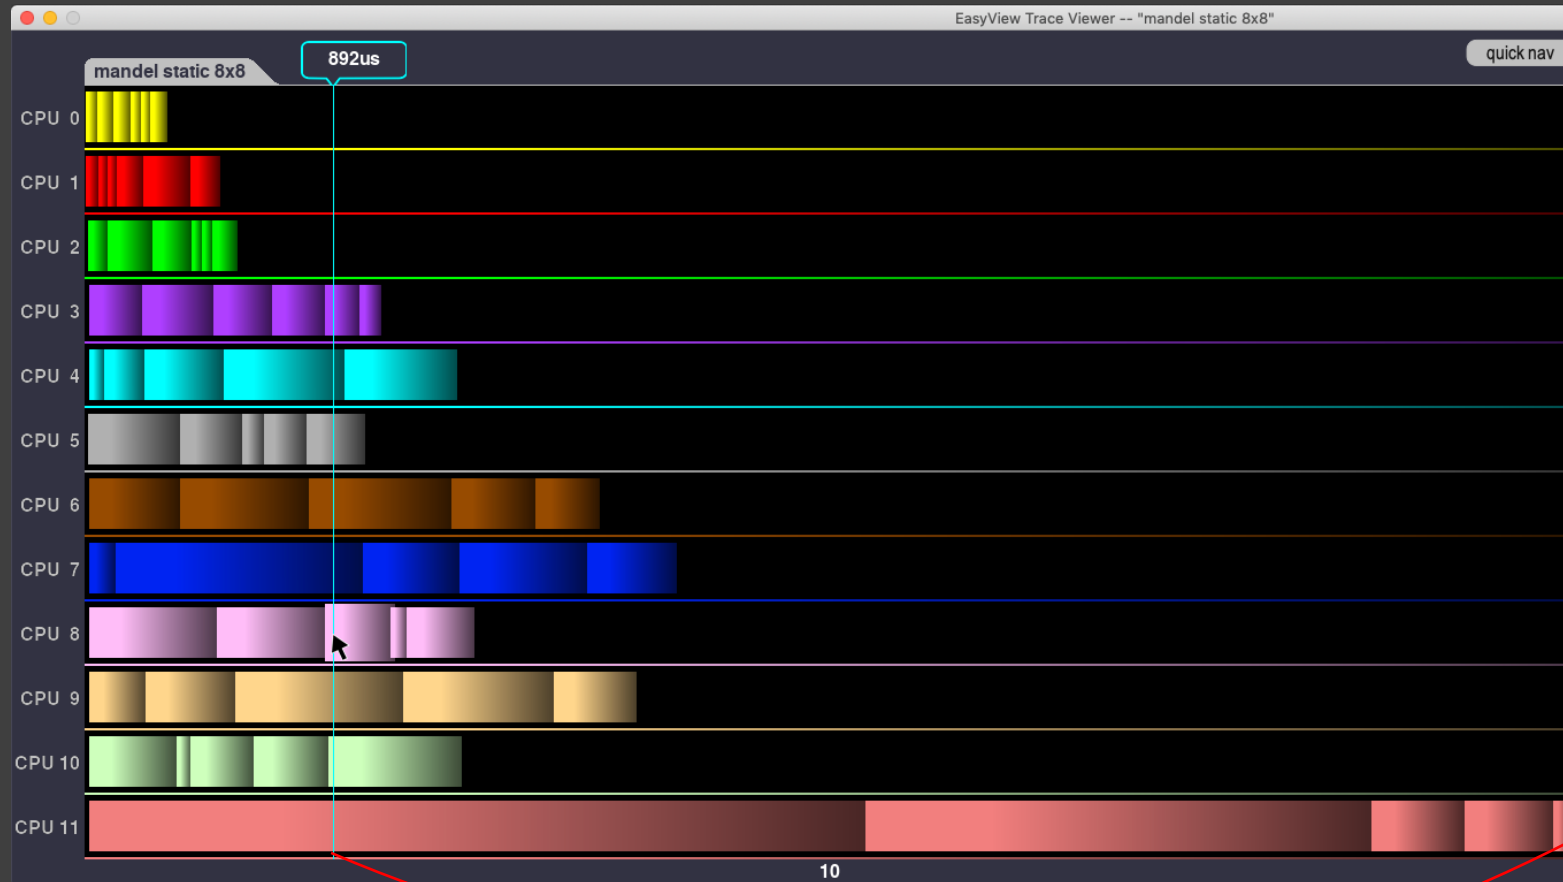 EasyView Trace Viewer -- "mandel static 8x8"
mandel static 8x8
892us
quick nav
CPU 0
CPU 1
CPU 2
CPU 3
CPU 4
CPU 5
CPU 6
CPU 7
CPU 8
CPU 9
CPU 10
CPU 11
10